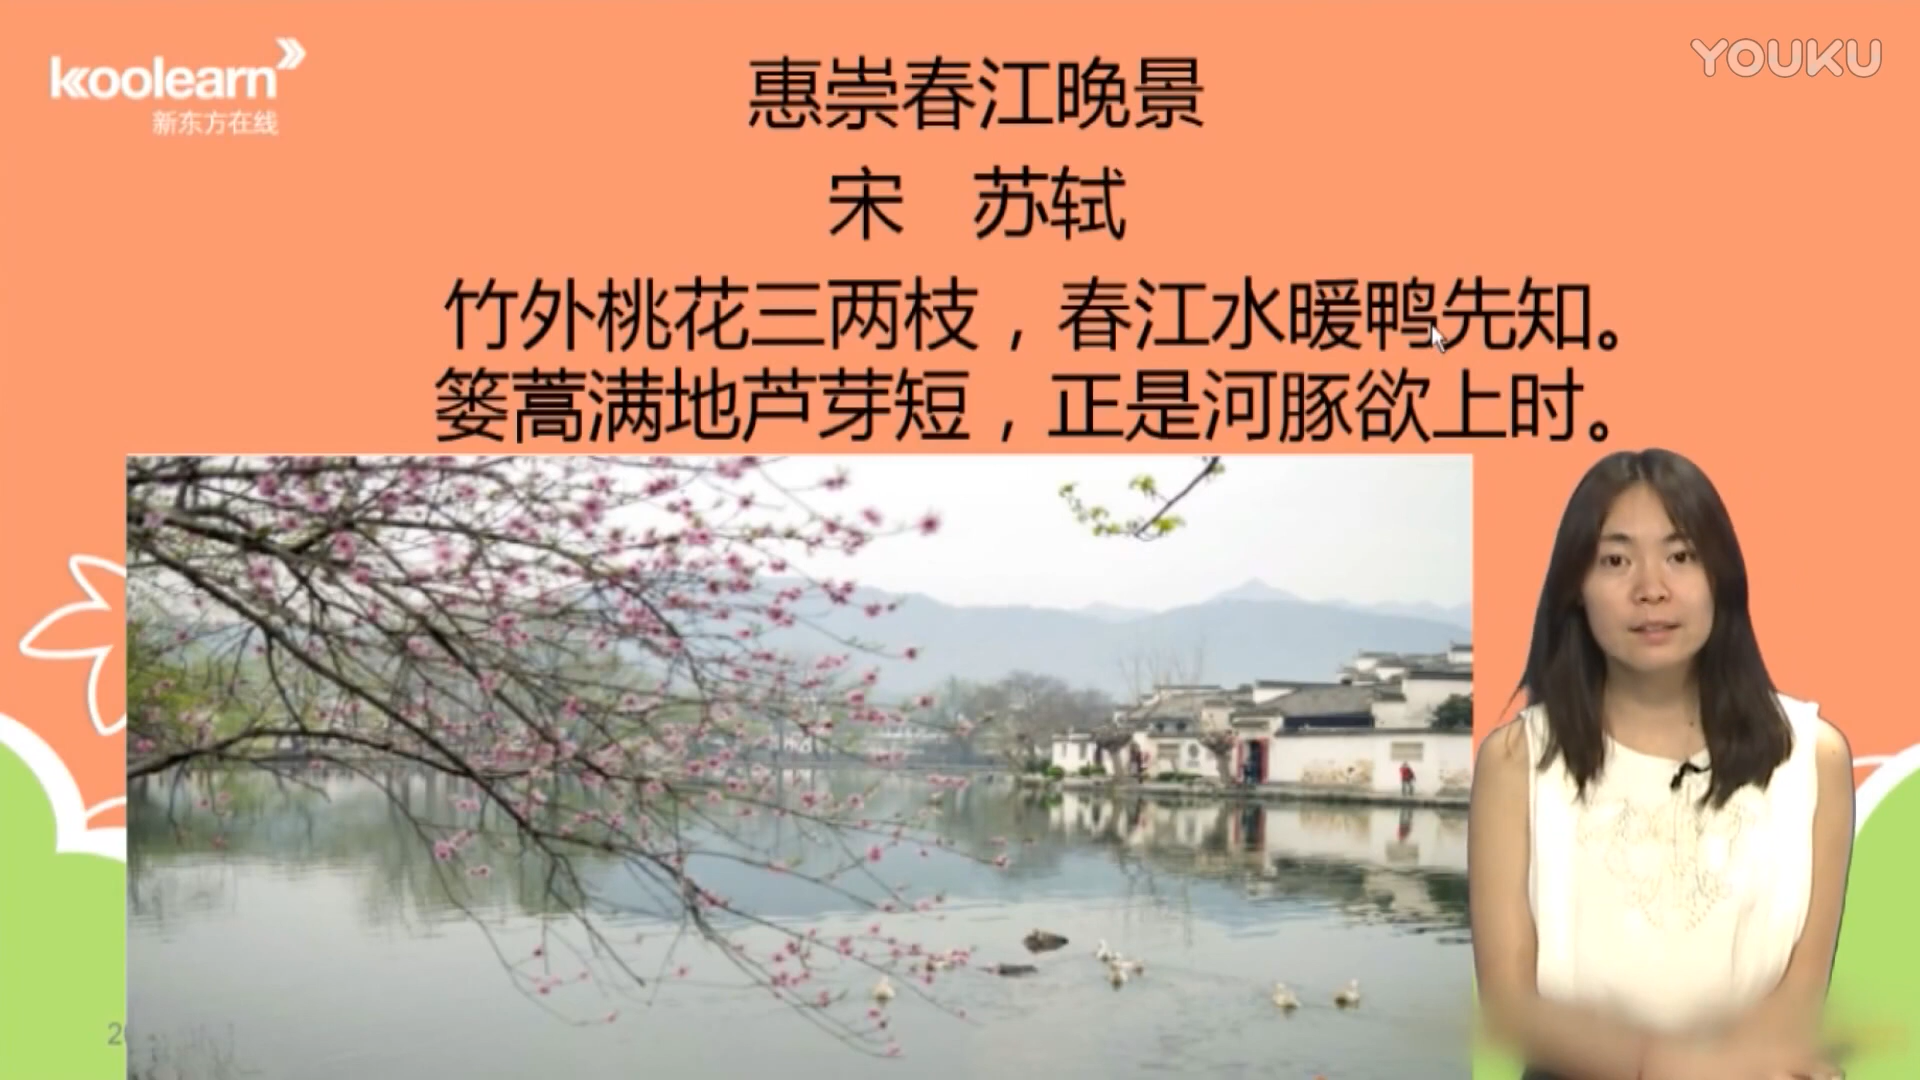 koolearn
新东方在线
YOUKU
惠崇春江晚景
宋 苏轼
竹外桃花三两枝，春江水暖鸭先知。
篓蒿满地芦芽短，正是河豚欲上时。